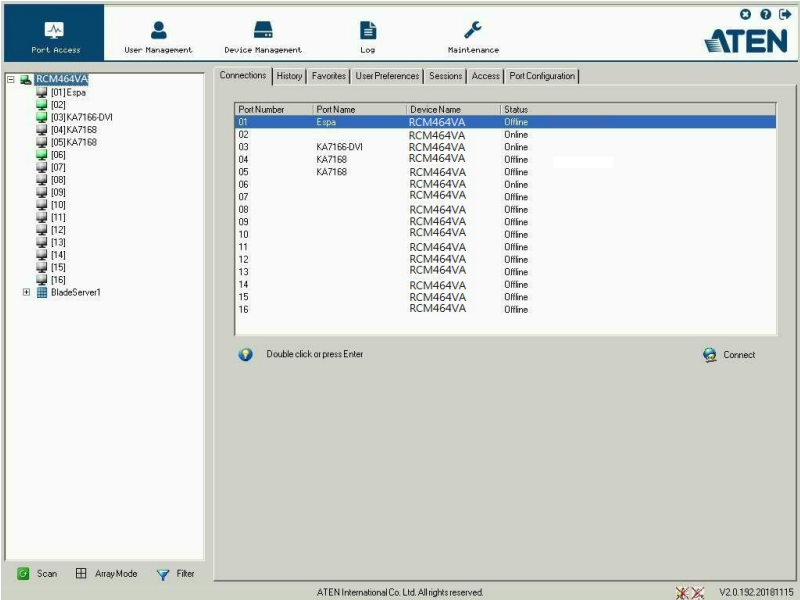 Port Access User Management Device Management Log Maintenance
ATEN
RCM464VA
[01]Espa
[02]
[03]KA7166-DVI
[04]KA7168
[05]KA7168
[06]
[07]
[08]
[09]
[10]
[11]
[12]
[13]
[14]
[15]
[16]
BladeServer1
Connections History Favorites User Preferences Sessions Access Port Configuration
Port Number Port Name Device Name Status
01 Espa RCM464VA Offline
02 RCM464VA Online
03 KA7166-DVI RCM464VA Online
04 KA7168 RCM464VA Offline
05 KA7168 RCM464VA Offline
06 RCM464VA Online
07 RCM464VA Offline
08 RCM464VA Offline
09 RCM464VA Offline
10 RCM464VA Offline
11 RCM464VA Offline
12 RCM464VA Offline
13 RCM464VA Offline
14 RCM464VA Offline
15 RCM464VA Offline
16 RCM464VA Offline
Double click or press Enter Connect
Scan Array Mode Filter
ATEN International Co. Ltd. All rights reserved. V2.0.192.20181115